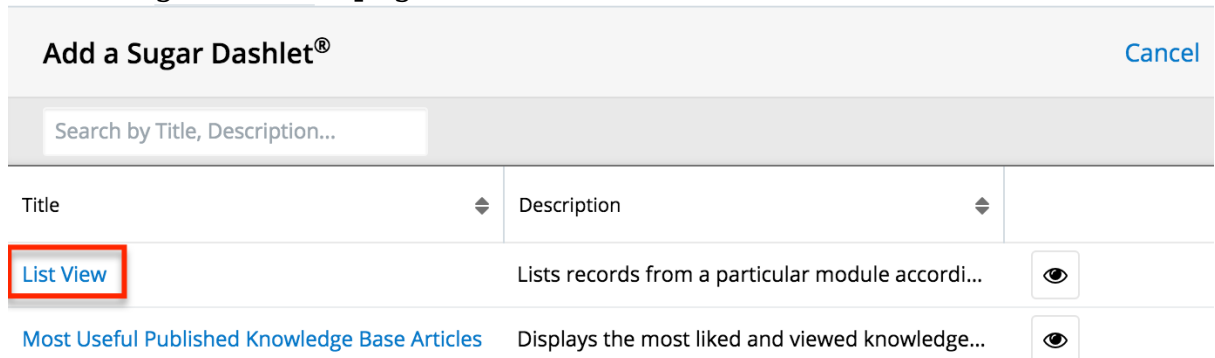 Add a Sugar Dashlet®
Cancel
Search by Title, Description...
Title Description
List View Lists records from a particular module accordi...
Most Useful Published Knowledge Base Articles Displays the most liked and viewed knowledge...